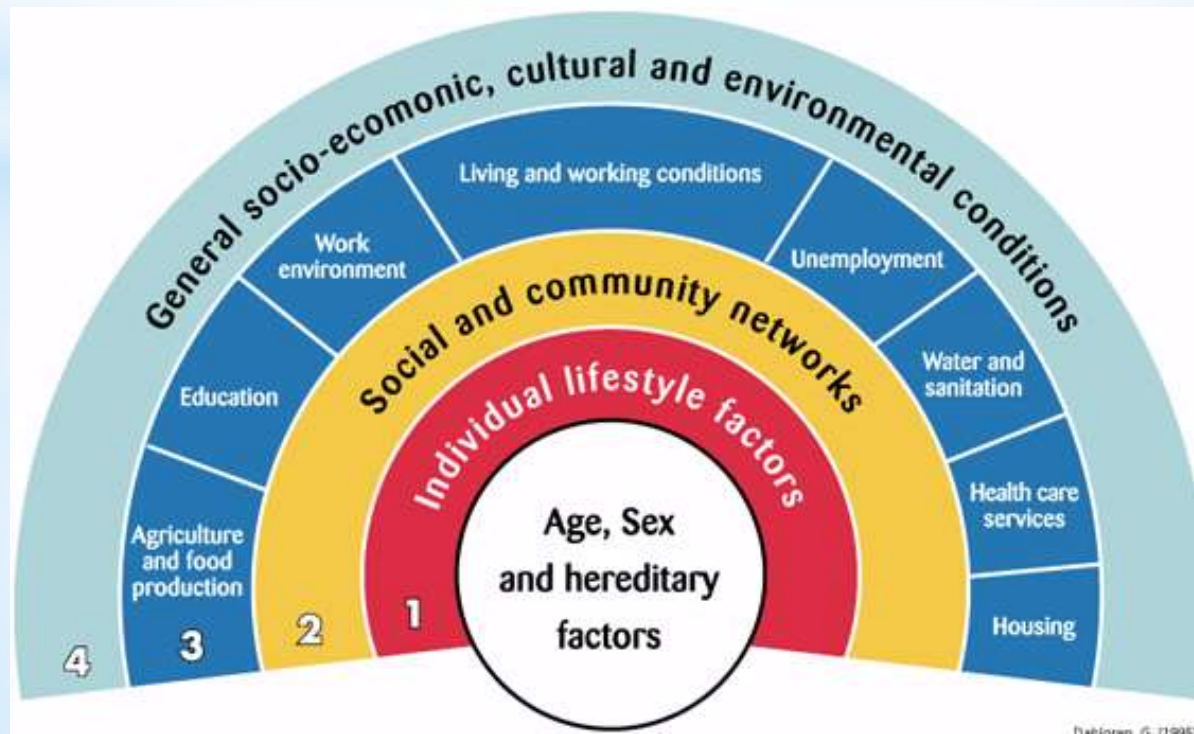 General socio-ecomonic, cultural and environmental conditions
Living and working conditions
Work
environment
Unemployment
Education
Water and
sanitation
Agriculture
and food
production
Health care
services
Housing
Social and community networks
Individual lifestyle factors
Age, Sex
and hereditary
factors
1
2
3
4
Dahlgren, G. (1995